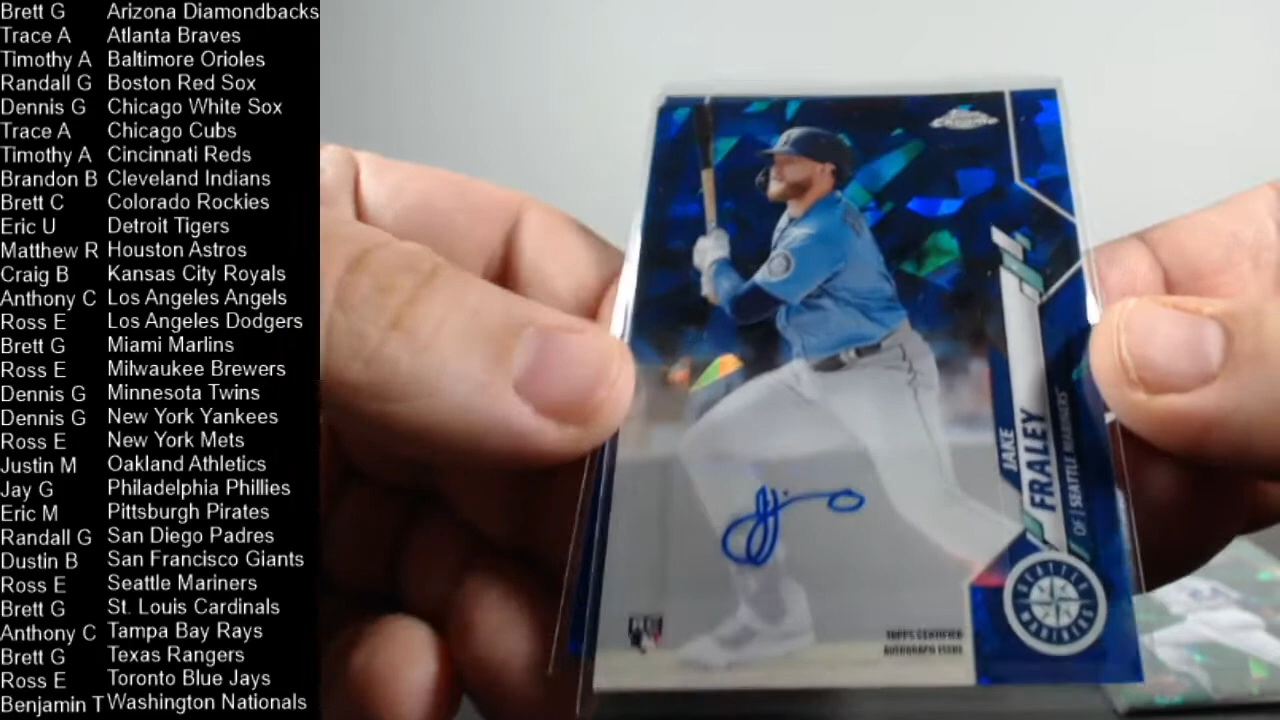 Brett G Arizona Diamondbacks
Trace A Atlanta Braves
Timothy A Baltimore Orioles
Randall G Boston Red Sox
Dennis G Chicago White Sox
Trace A Chicago Cubs
Timothy A Cincinnati Reds
Brandon B Cleveland Indians
Brett C Colorado Rockies
Eric U Detroit Tigers
Matthew R Houston Astros
Craig B Kansas City Royals
Anthony C Los Angeles Angels
Ross E Los Angeles Dodgers
Brett G Miami Marlins
Ross E Milwaukee Brewers
Dennis G Minnesota Twins
Dennis G New York Yankees
Ross E New York Mets
Justin M Oakland Athletics
Jay G Philadelphia Phillies
Eric M Pittsburgh Pirates
Randall G San Diego Padres
Dustin B San Francisco Giants
Ross E Seattle Mariners
Brett G St. Louis Cardinals
Anthony C Tampa Bay Rays
Brett G Texas Rangers
Ross E Toronto Blue Jays
Benjamin T Washington Nationals
Topps
Chrome
JAKE
FRALEY
OF | SEATTLE MARINERS
SEATTLE
MARINERS
RC
TOPPS CERTIFIED
AUTOGRAPH ISSUE